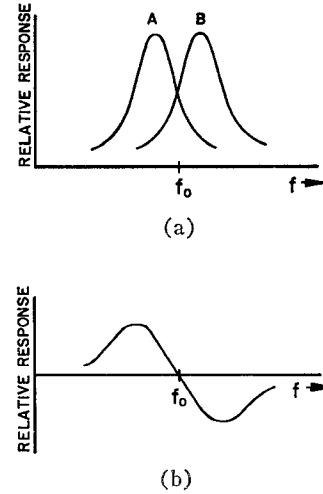 RELATIVE RESPONSE
A B
f₀
f
(a)
RELATIVE RESPONSE
f₀
f
(b)